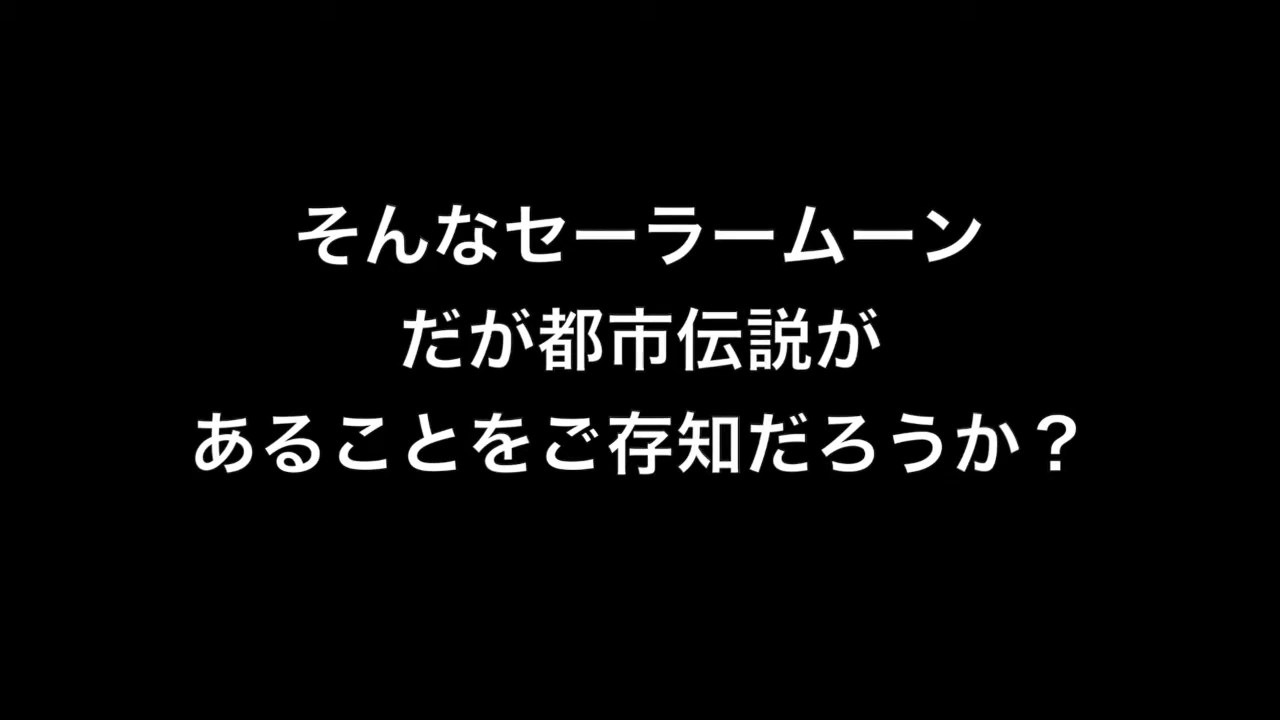 そんなセーラームーン
だが都市伝説が
あることをご存知だろうか？